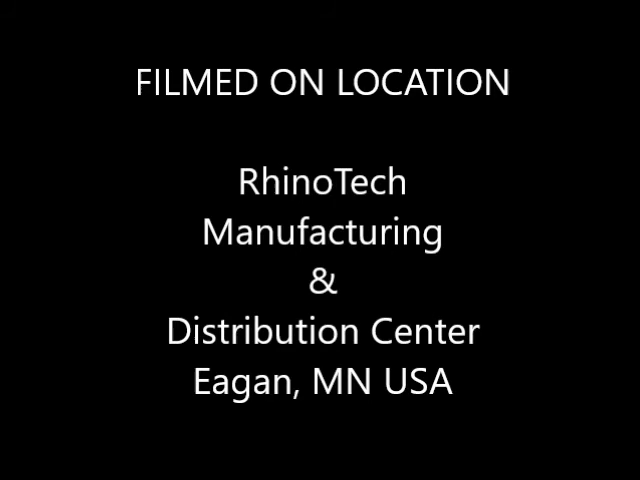 FILMED ON LOCATION
RhinoTech
Manufacturing
&
Distribution Center
Eagan, MN USA